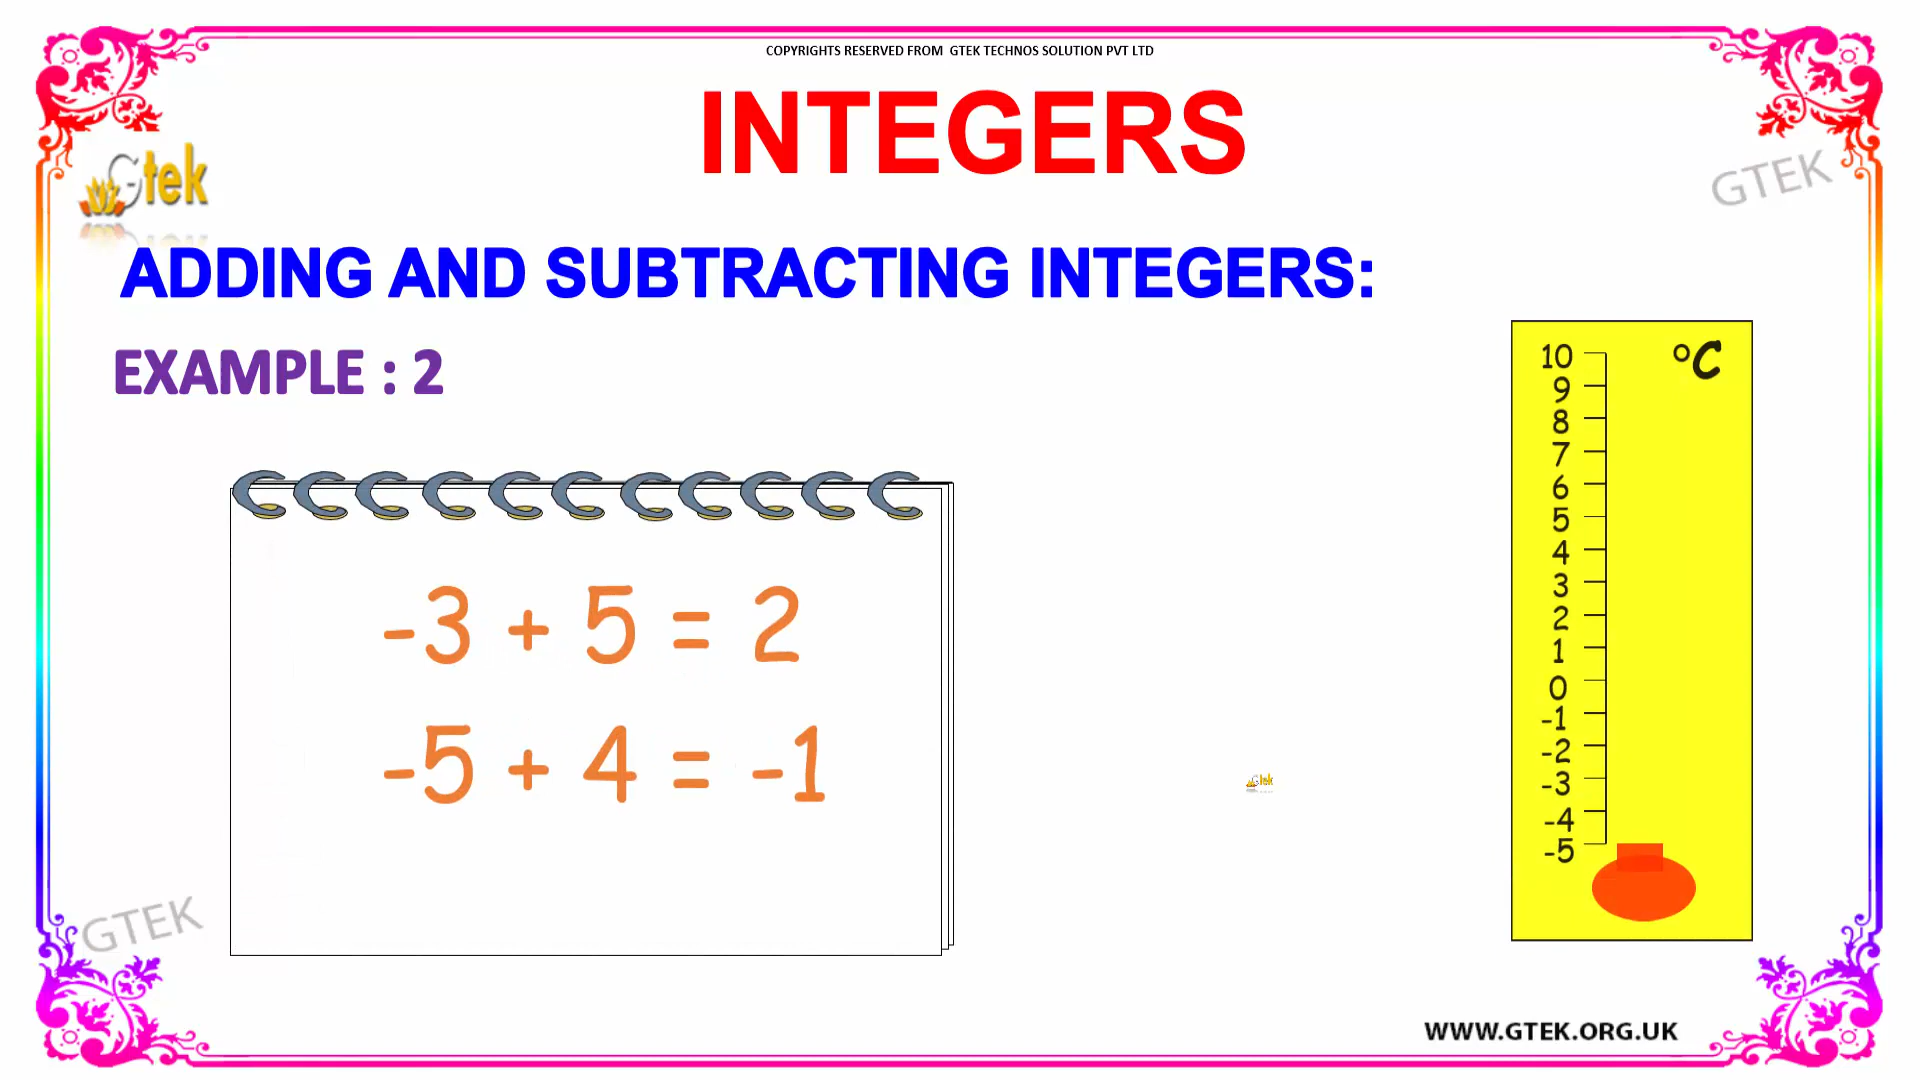 COPYRIGHTS RESERVED FROM GTEK TECHNOS SOLUTION PVT LTD
INTEGERS
Gtek
GTEK
ADDING AND SUBTRACTING INTEGERS:
EXAMPLE : 2
°C
10
9
8
7
6
5
4
3
2
1
0
-1
-2
-3
-4
-5
-3 + 5 = 2
-5 + 4 = -1
Gtek
GTEK
WWW.GTEK.ORG.UK